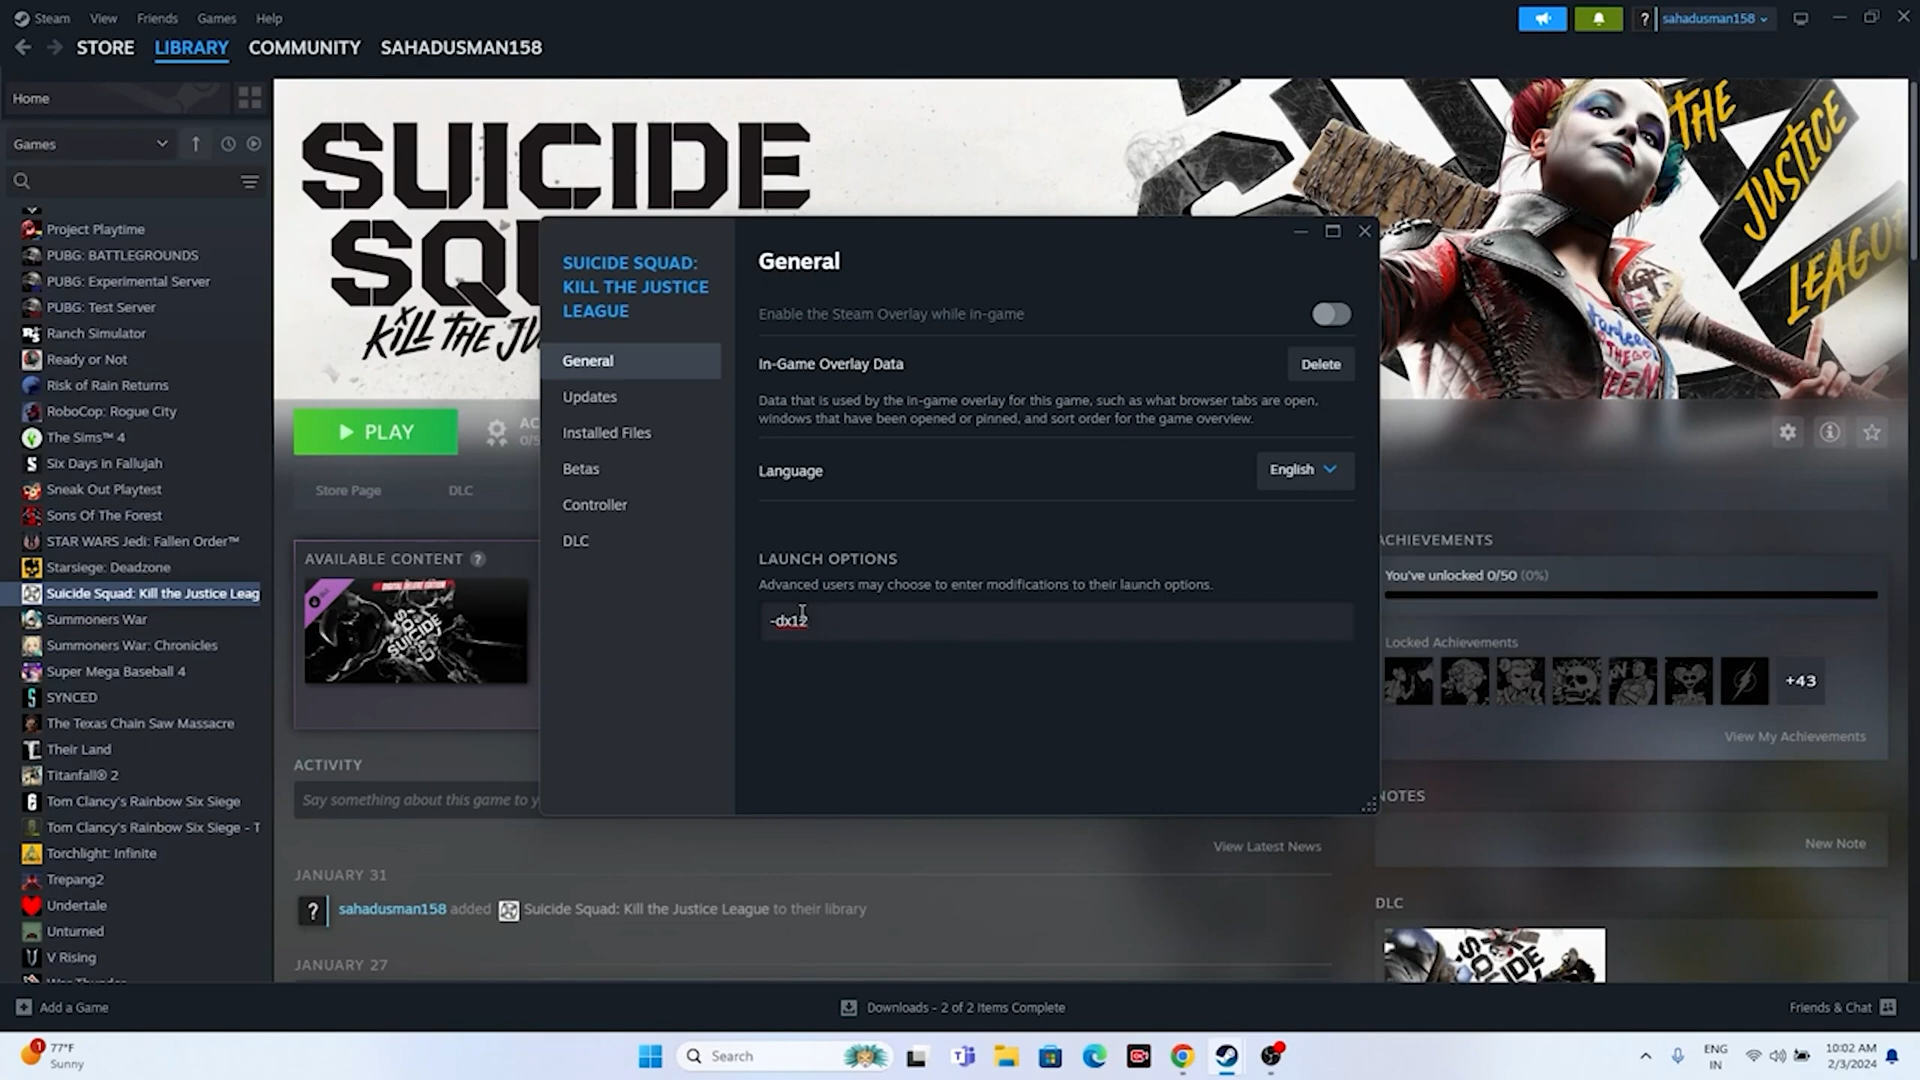 Steam View Friends Games Help
? sahadusman158
STORE LIBRARY COMMUNITY SAHADUSMAN158
Home
Games
Project Playtime
PUBG: BATTLEGROUNDS
PUBG: Experimental Server
PUBG: Test Server
Ranch Simulator
Ready or Not
Risk of Rain Returns
RoboCop: Rogue City
The Sims™ 4
Six Days in Fallujah
Sneak Out Playtest
Sons Of The Forest
STAR WARS Jedi: Fallen Order™
Starsiege: Deadzone
Suicide Squad: Kill the Justice Leag
Summoners War
Summoners War: Chronicles
Super Mega Baseball 4
SYNCED
The Texas Chain Saw Massacre
Their Land
Titanfall® 2
Tom Clancy's Rainbow Six Siege
Tom Clancy's Rainbow Six Siege - T
Torchlight: Infinite
Trepang2
Undertale
Unturned
V Rising
SUICIDE
SQU
KILL THE JU
THE
JUSTICE
LEAGU
PLAY
AC
0/5
Store Page DLC
AVAILABLE CONTENT ?
DIGITAL DELUXE EDITION
SUICIDE
SQUAD
ACTIVITY
Say something about this game to y
View Latest News
JANUARY 31
? sahadusman158 added Suicide Squad: Kill the Justice League to their library
JANUARY 27
SUICIDE SQUAD:
KILL THE JUSTICE
LEAGUE
General
Updates
Installed Files
Betas
Controller
DLC
General
Enable the Steam Overlay while in-game
In-Game Overlay Data
Delete
Data that is used by the in-game overlay for this game, such as what browser tabs are open,
windows that have been opened or pinned, and sort order for the game overview.
Language
English
LAUNCH OPTIONS
Advanced users may choose to enter modifications to their launch options.
-dx12
ACHIEVEMENTS
You've unlocked 0/50 (0%)
Locked Achievements
+43
View My Achievements
NOTES
New Note
DLC
SUICIDE
Add a Game
Downloads - 2 of 2 Items Complete
Friends & Chat
1
77°F
Sunny
Search
ENG
IN
10:02 AM
2/3/2024